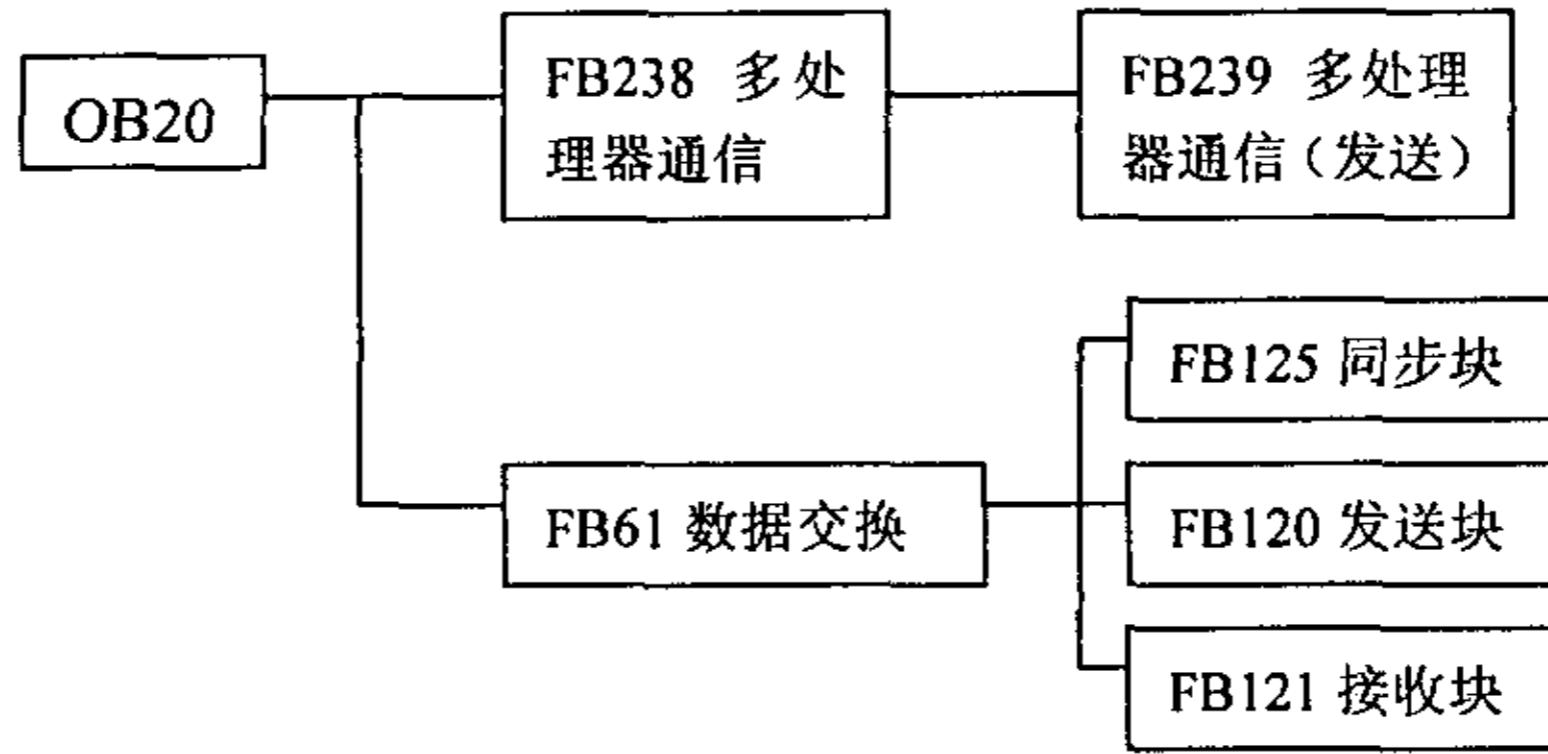 OB20
FB238 多处
理器通信
FB239 多处理
器通信（发送）
FB125 同步块
FB61 数据交换
FB120 发送块
FB121 接收块